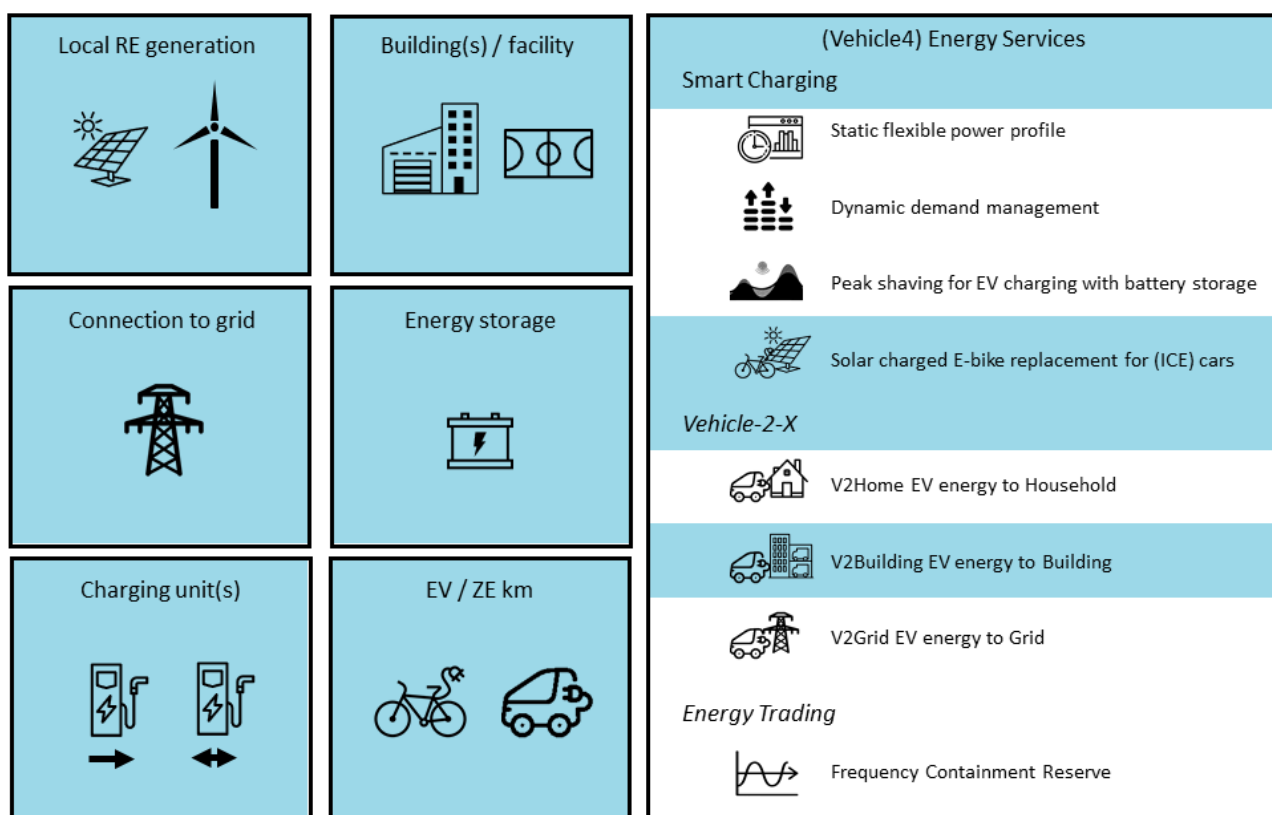 Local RE generation
Building(s) / facility
Connection to grid
Energy storage
Charging unit(s)
EV / ZE km
(Vehicle4) Energy Services
Smart Charging
Static flexible power profile
Dynamic demand management
Peak shaving for EV charging with battery storage
Solar charged E-bike replacement for (ICE) cars
Vehicle-2-X
V2Home EV energy to Household
V2Building EV energy to Building
V2Grid EV energy to Grid
Energy Trading
Frequency Containment Reserve